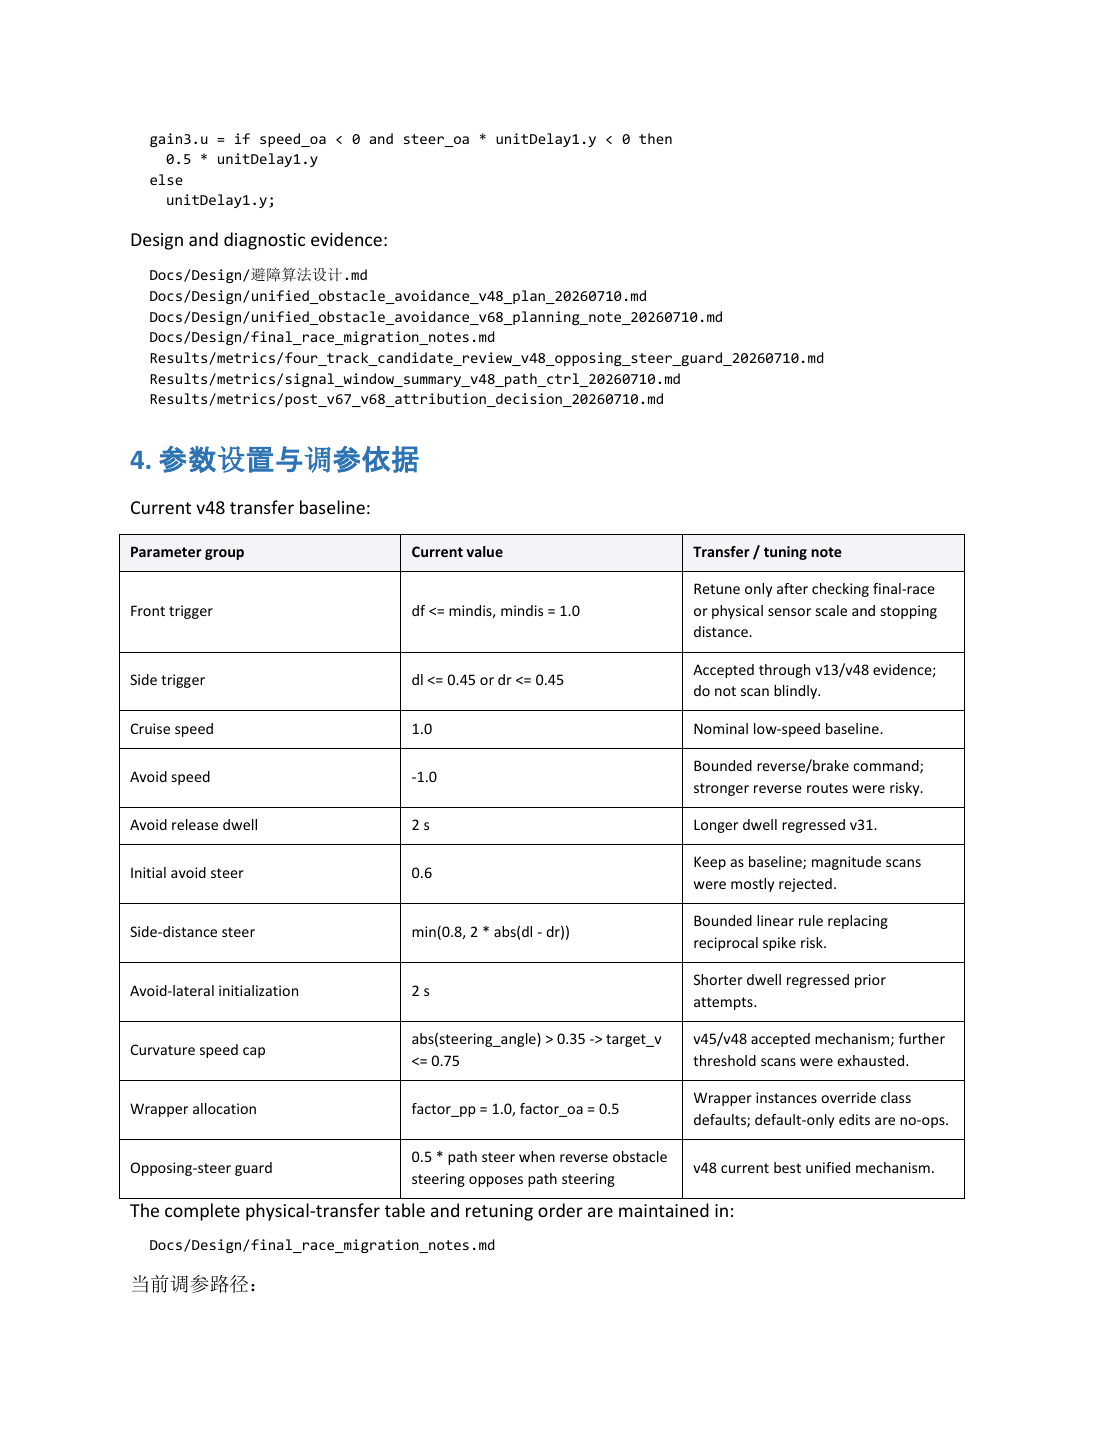 gain3.u = if speed_oa < 0 and steer_oa * unitDelay1.y < 0 then
0.5 * unitDelay1.y
else
unitDelay1.y;
Design and diagnostic evidence:
Docs/Design/避障算法设计.md
Docs/Design/unified_obstacle_avoidance_v48_plan_20260710.md
Docs/Design/unified_obstacle_avoidance_v68_planning_note_20260710.md
Docs/Design/final_race_migration_notes.md
Results/metrics/four_track_candidate_review_v48_opposing_steer_guard_20260710.md
Results/metrics/signal_window_summary_v48_path_ctrl_20260710.md
Results/metrics/post_v67_v68_attribution_decision_20260710.md
4. 参数设置与调参依据
Current v48 transfer baseline:
Parameter group
Current value
Transfer / tuning note
Front trigger
df <= mindis, mindis = 1.0
Retune only after checking final-race
or physical sensor scale and stopping
distance.
Side trigger
dl <= 0.45 or dr <= 0.45
Accepted through v13/v48 evidence;
do not scan blindly.
Cruise speed
1.0
Nominal low-speed baseline.
Avoid speed
-1.0
Bounded reverse/brake command;
stronger reverse routes were risky.
Avoid release dwell
2 s
Longer dwell regressed v31.
Initial avoid steer
0.6
Keep as baseline; magnitude scans
were mostly rejected.
Side-distance steer
min(0.8, 2 * abs(dl - dr))
Bounded linear rule replacing
reciprocal spike risk.
Avoid-lateral initialization
2 s
Shorter dwell regressed prior
attempts.
Curvature speed cap
abs(steering_angle) > 0.35 -> target_v
<= 0.75
v45/v48 accepted mechanism; further
threshold scans were exhausted.
Wrapper allocation
factor_pp = 1.0, factor_oa = 0.5
Wrapper instances override class
defaults; default-only edits are no-ops.
Opposing-steer guard
0.5 * path steer when reverse obstacle
steering opposes path steering
v48 current best unified mechanism.
The complete physical-transfer table and retuning order are maintained in:
Docs/Design/final_race_migration_notes.md
当前调参路径：